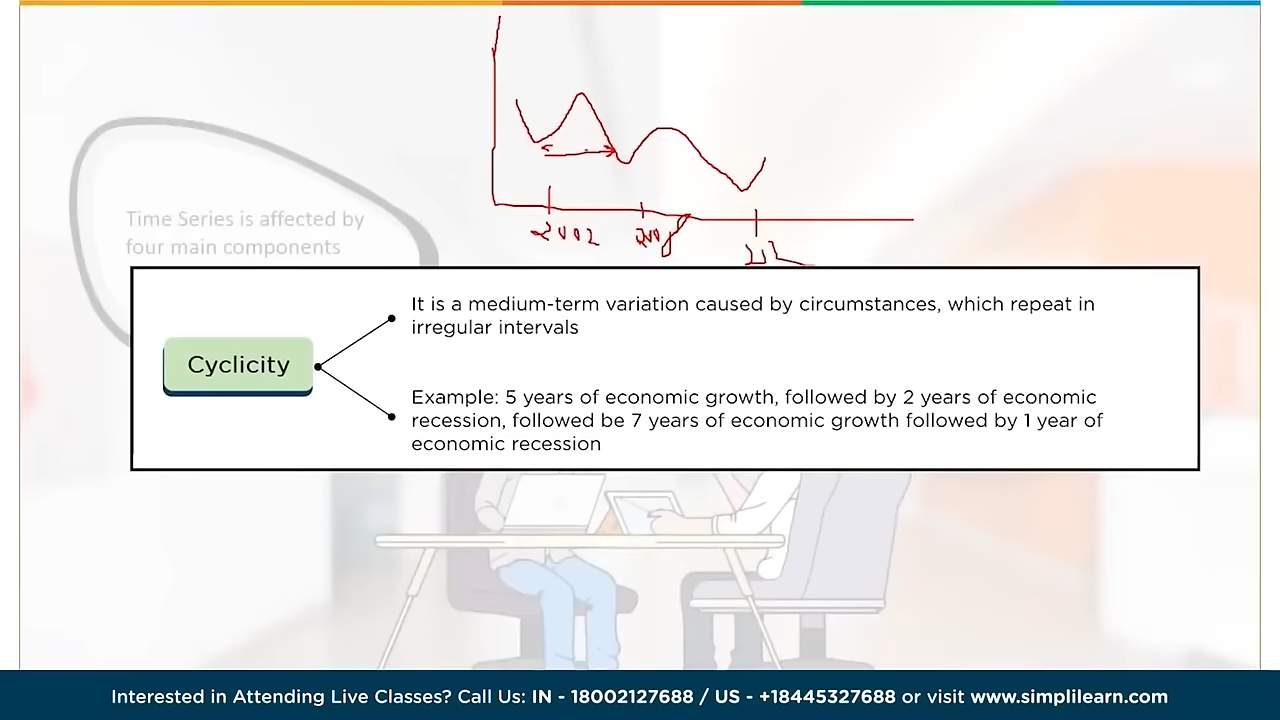 2002
Time Series is affected by
four main components
It is a medium-term variation caused by circumstances, which repeat in
irregular intervals
Cyclicity
Example: 5 years of economic growth, followed by 2 years of economic
recession, followed be 7 years of economic growth followed by 1 year of
economic recession
Interested in Attending Live Classes? Call Us: IN - 18002127688 / US - +18445327688 or visit www.simplilearn.com